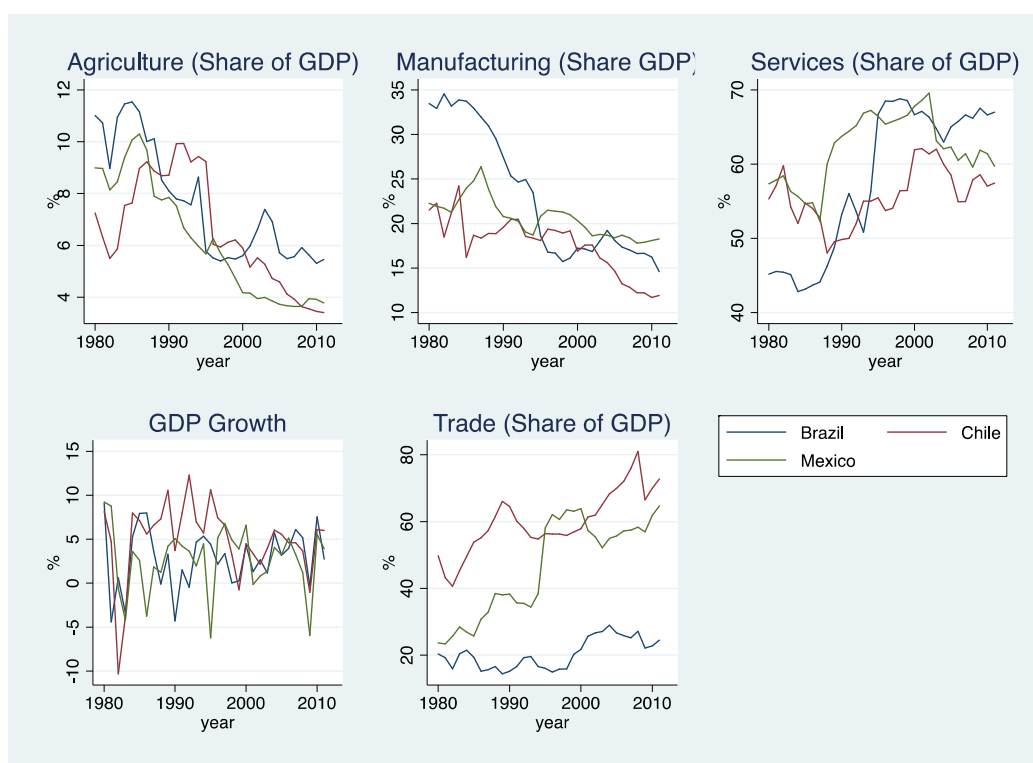 Agriculture (Share of GDP)
%
4 6 8 10 12
1980 1990 2000 2010
year
Manufacturing (Share GDP)
%
10 15 20 25 30 35
1980 1990 2000 2010
year
Services (Share of GDP)
%
40 50 60 70
1980 1990 2000 2010
year
GDP Growth
%
-10 -5 0 5 10 15
1980 1990 2000 2010
year
Trade (Share of GDP)
%
20 40 60 80
1980 1990 2000 2010
year
Brazil Chile
Mexico